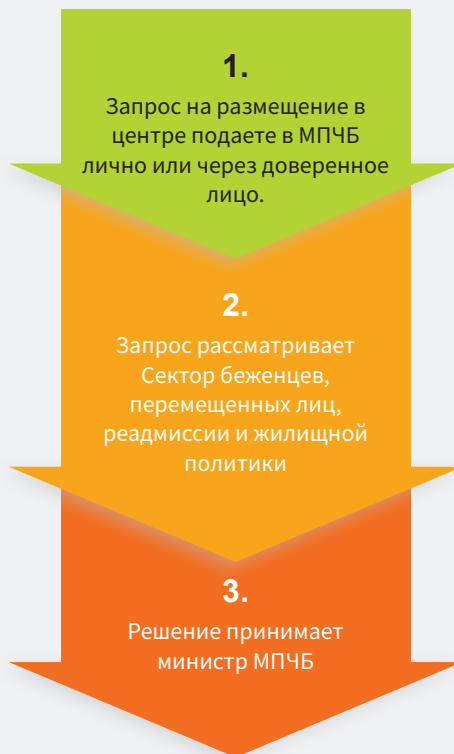 1.
Запрос на размещение в
центре подаете в МПЧБ
лично или через доверенное
лицо.
2.
Запрос рассматривает
Сектор беженцев,
перемещенных лиц,
реадмиссии и жилищной
политики
3.
Решение принимает
министр МПЧБ